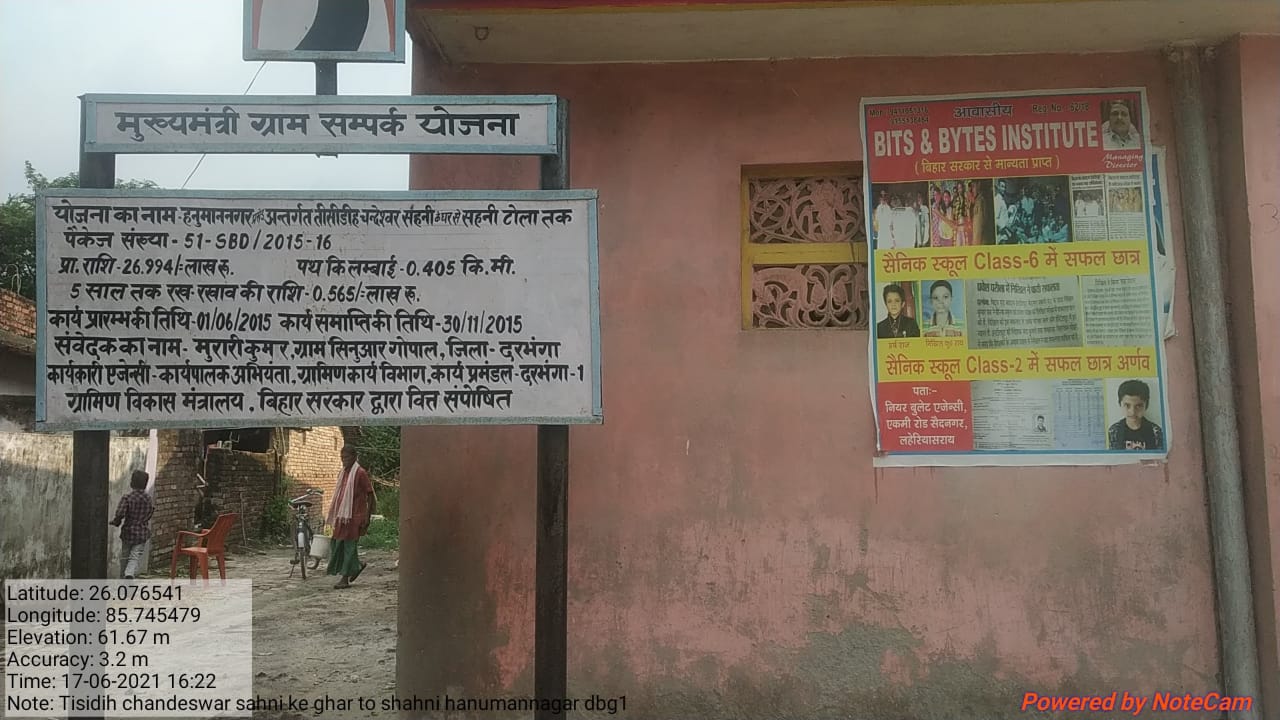 मुख्यमंत्री ग्राम सम्पर्क योजना
योजना का नाम-हनुमाननगर अन्तर्गत तीसीडीह चन्देश्वर सहनी के घर से सहनी टोला तक
पैकेज संख्या - 51-SBD/2015-16
प्रा. राशि-26.994/=लाख रु. पथ कि लम्बाई-0.405 कि.मी.
5 साल तक रख-रखाव की राशि-0.565/=लाख रु.
कार्य प्रारम्भ की तिथि-01/06/2015 कार्य समाप्ति की तिथि-30/11/2015
संवेदक का नाम- मुरारी कुमार, ग्राम सिनुआर गोपाल, जिला- दरभंगा
कार्यकारी एजेन्सी-कार्यपालक अभियंता, ग्रामिण कार्य विभाग, कार्य प्रमंडल-दरभंगा-1
ग्रामिण विकास मंत्रालय, बिहार सरकार द्वारा वित्त संपोषित
आवासीय
Reg. No.
BITS & BYTES INSTITUTE
( बिहार सरकार से मान्यता प्राप्त )
Managing
Director
सैनिक स्कूल Class-6 में सफल छात्र
सैनिक स्कूल Class-2 में सफल छात्र अर्णव
पताः-
नियर बुलेट एजेन्सी,
एकमी रोड सैदनगर,
लहेरियासराय
Latitude: 26.076541
Longitude: 85.745479
Elevation: 61.67 m
Accuracy: 3.2 m
Time: 17-06-2021 16:22
Note: Tisidih chandeswar sahni ke ghar to shahni hanumannagar dbg1
Powered by NoteCam